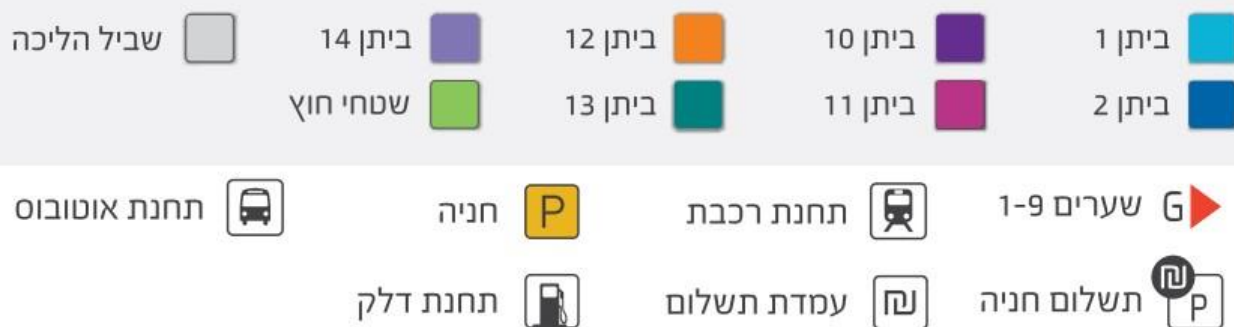 ביתן 1 ביתן 10 ביתן 12 ביתן 14 שביל הליכה
ביתן 2 ביתן 11 ביתן 13 שטחי חוץ
G שערים 1-9 תחנת רכבת P חניה תחנת אוטובוס
₪ P תשלום חניה ₪ עמדת תשלום תחנת דלק